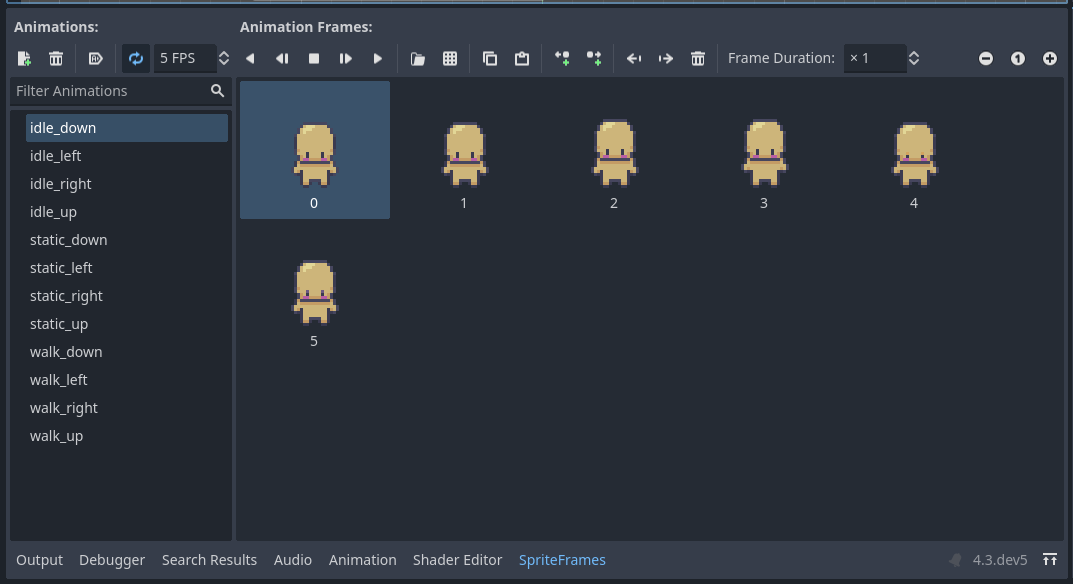 Animations:
Animation Frames:
5 FPS
Frame Duration: × 1
1
Filter Animations
idle_down
idle_left
idle_right
idle_up
static_down
static_left
static_right
static_up
walk_down
walk_left
walk_right
walk_up
0 1 2 3 4
5
Output Debugger Search Results Audio Animation Shader Editor SpriteFrames 4.3.dev5